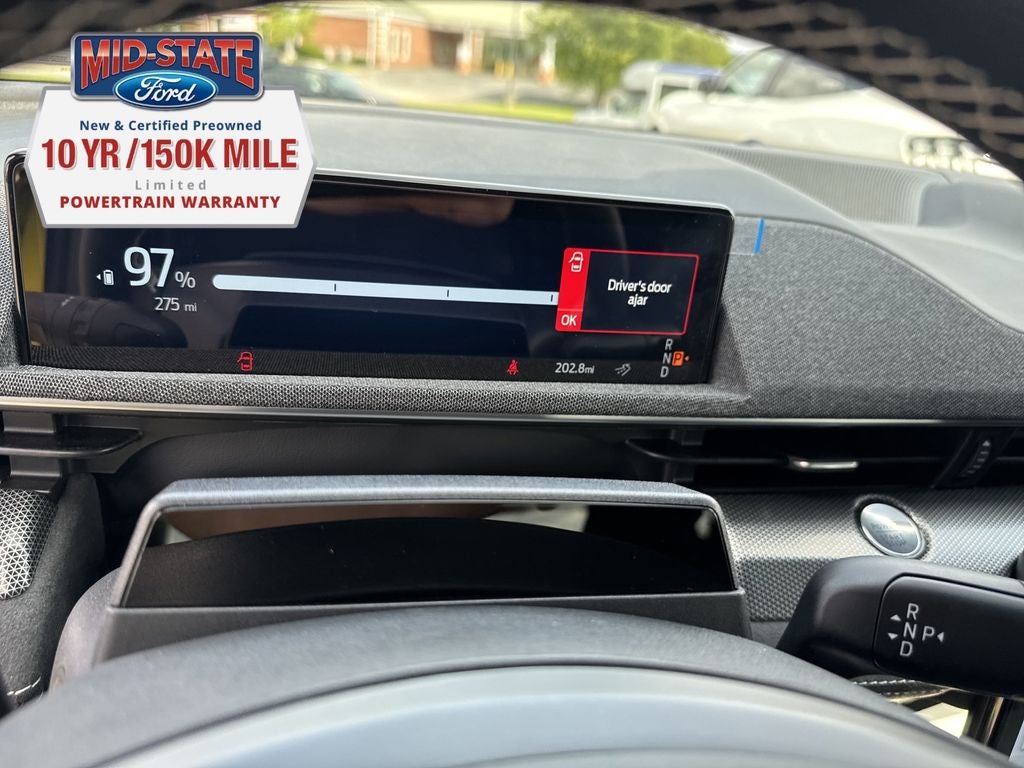 MID-STATE
Ford
New & Certified Preowned
10 YR/150K MILE
Limited
POWERTRAIN WARRANTY
97%
275 mi
Driver's door
ajar
OK
202.8mi
R
N P
D
R
N P
D